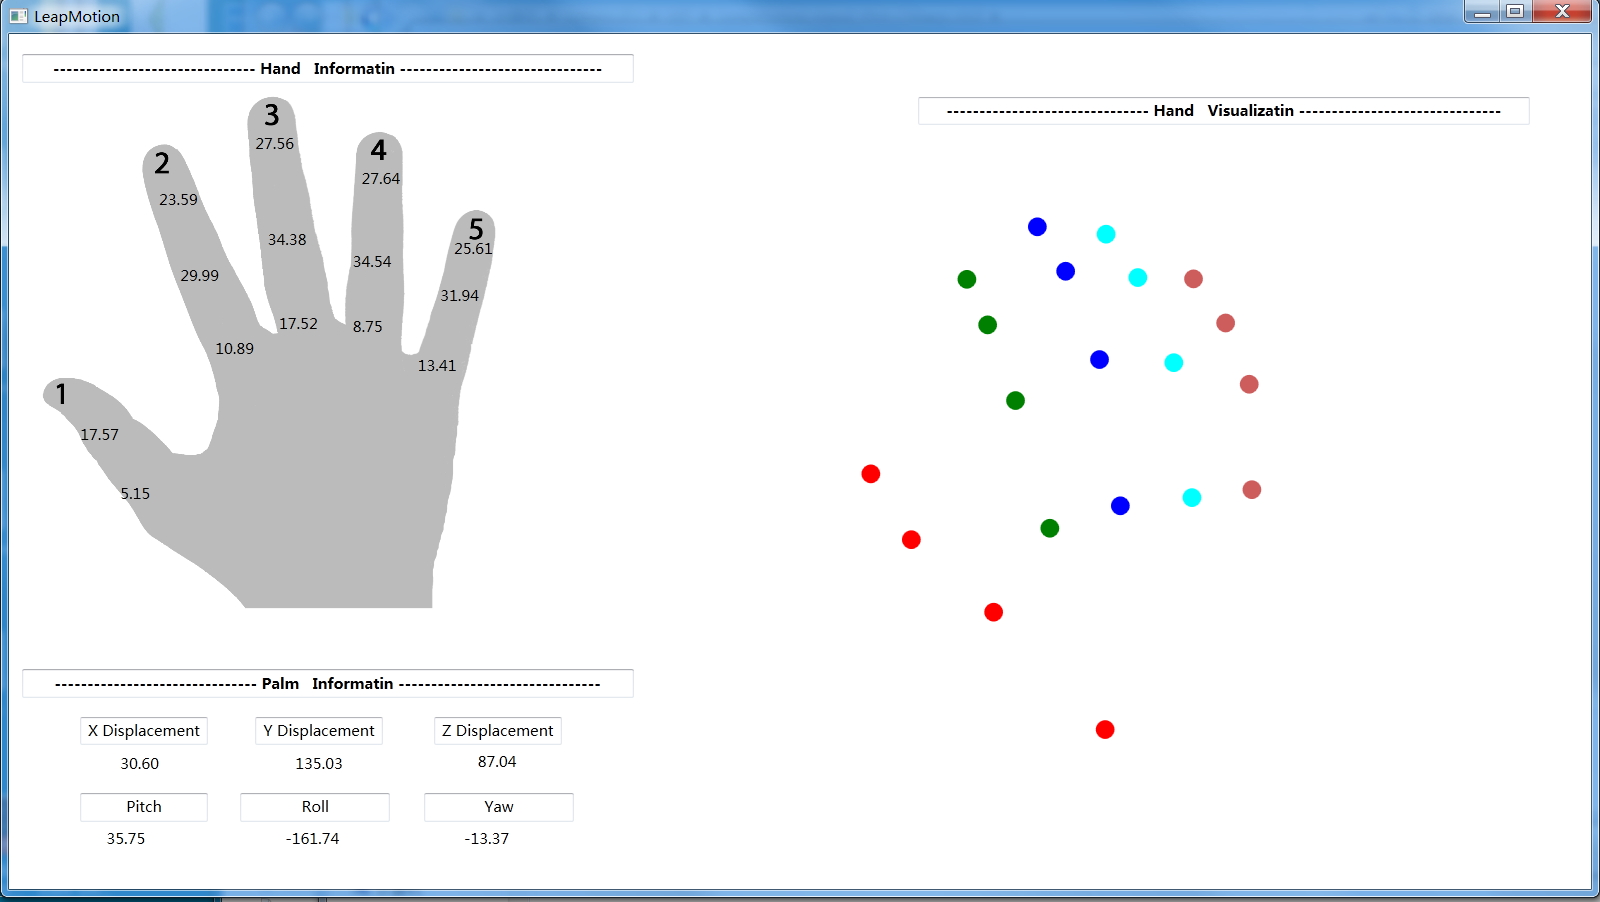 LeapMotion
------------------------------- Hand   Informatin -------------------------------
------------------------------- Hand   Visualizatin -------------------------------
3
27.56
4
27.64
2
23.59
5
25.61
34.38
34.54
29.99
31.94
17.52
8.75
10.89
13.41
1
17.57
5.15
------------------------------- Palm   Informatin -------------------------------
X Displacement Y Displacement Z Displacement
30.60 135.03 87.04
Pitch Roll Yaw
35.75 -161.74 -13.37